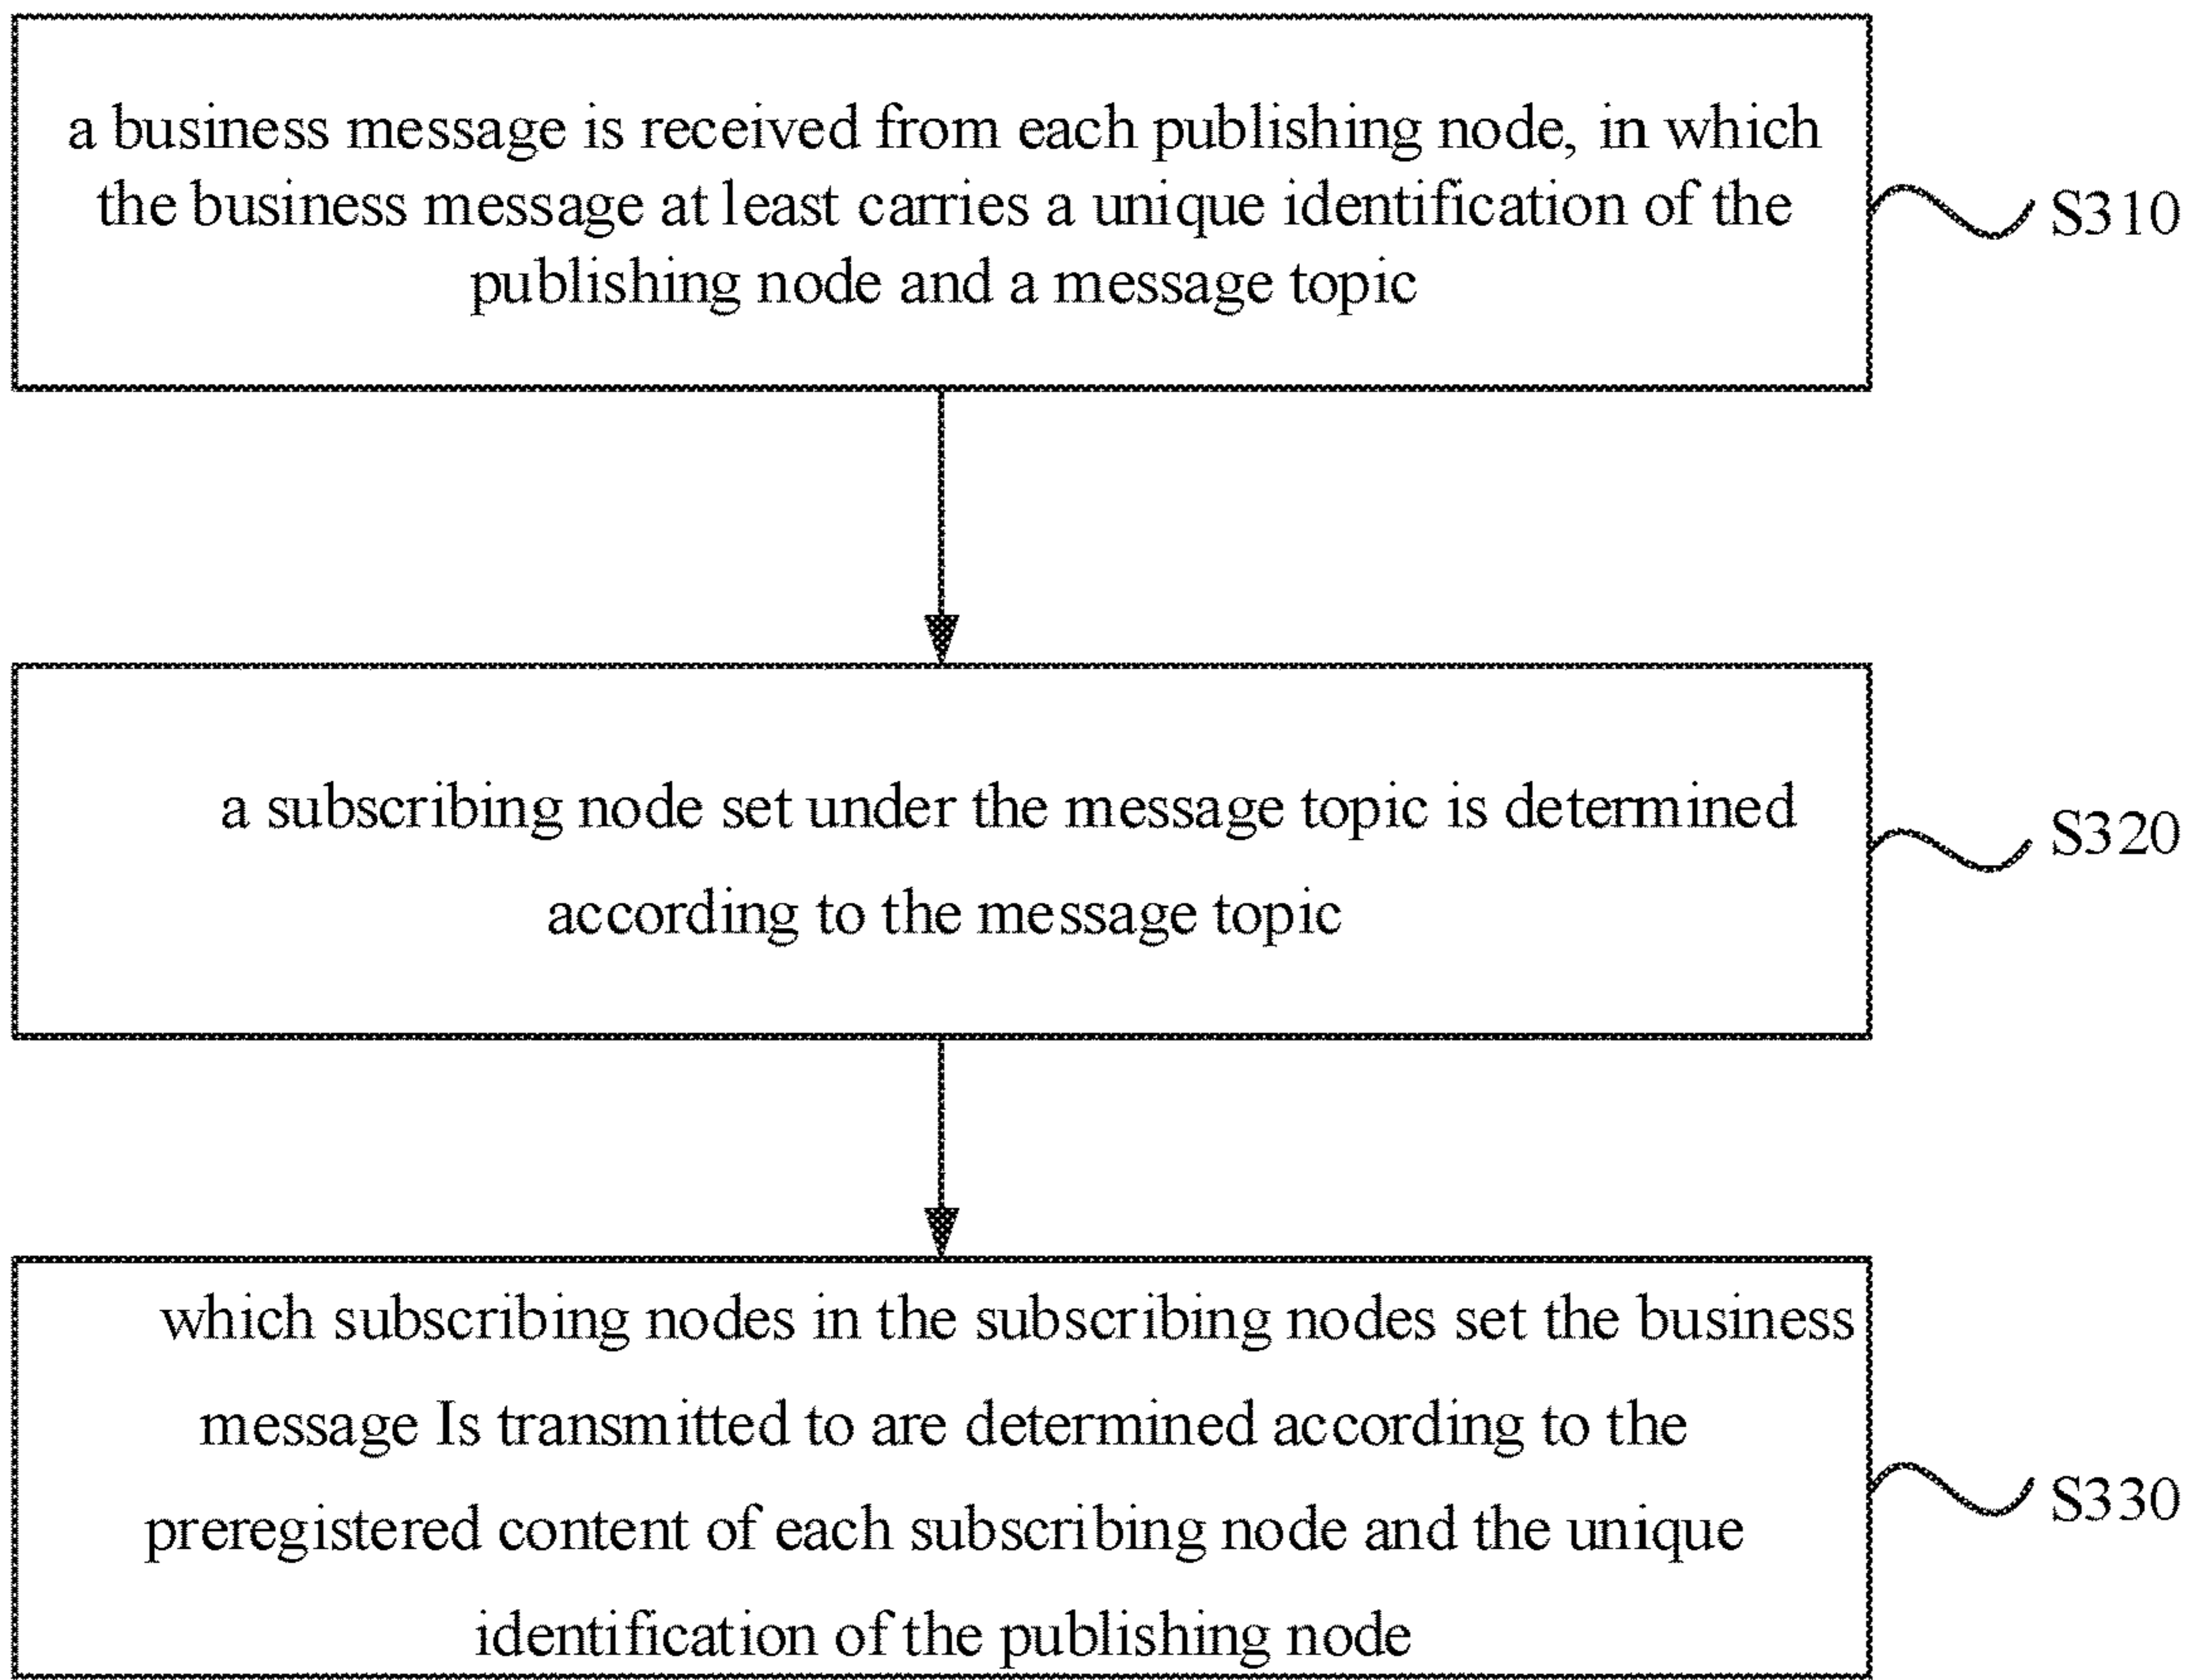 a business message is received from each publishing node, in which
the business message at least carries a unique identification of the
publishing node and a message topic
S310
a subscribing node set under the message topic is determined
according to the message topic
S320
which subscribing nodes in the subscribing nodes set the business
message Is transmitted to are determined according to the
preregistered content of each subscribing node and the unique
identification of the publishing node
S330